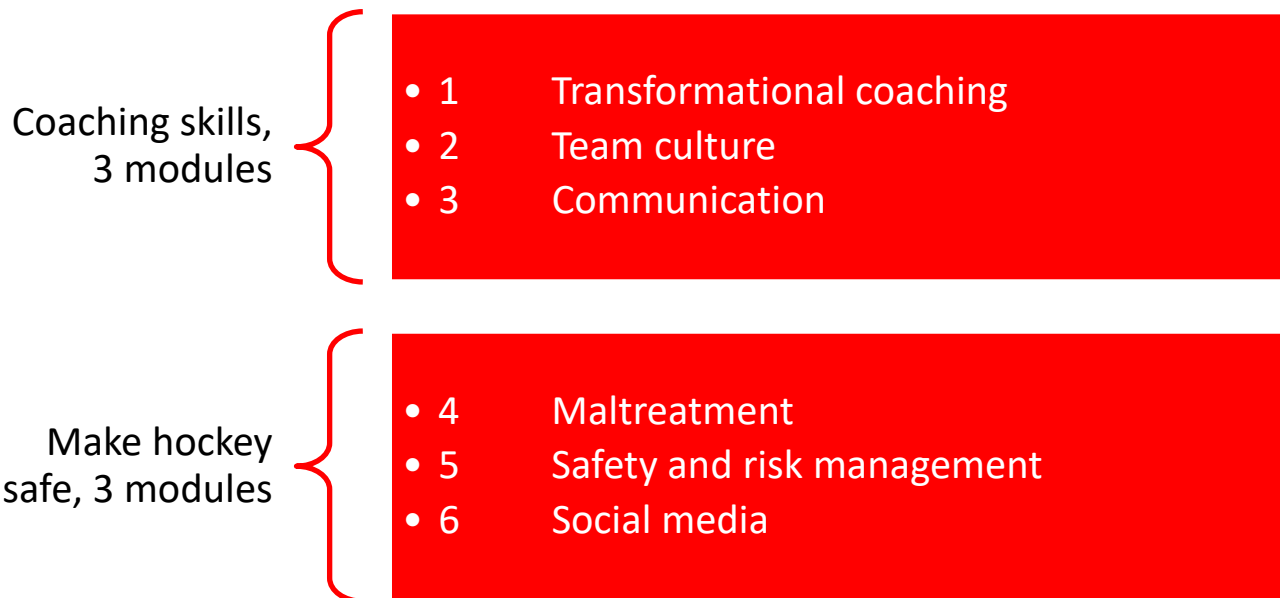 Coaching skills,
3 modules
• 1 Transformational coaching
• 2 Team culture
• 3 Communication
Make hockey
safe, 3 modules
• 4 Maltreatment
• 5 Safety and risk management
• 6 Social media